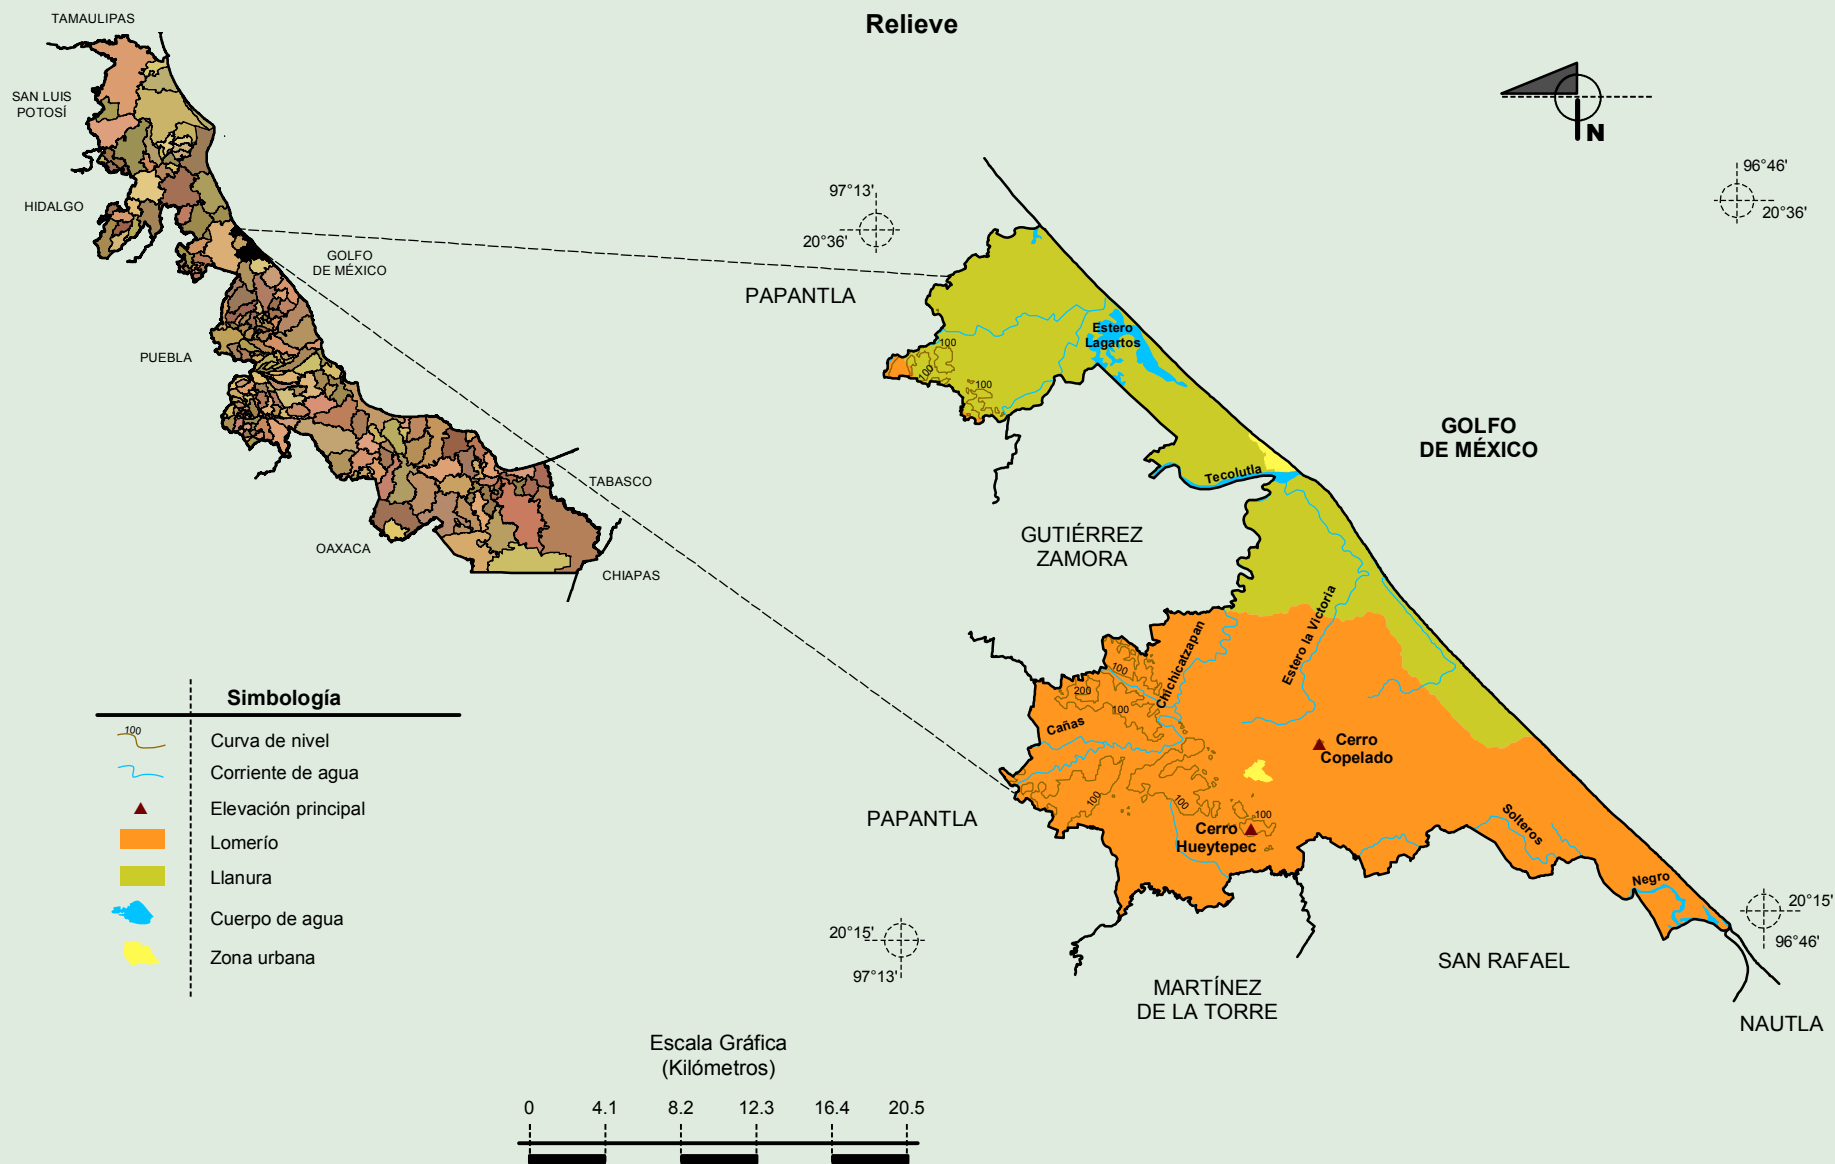 Relieve
TAMAULIPAS
SAN LUIS
POTOSÍ
HIDALGO
GOLFO
DE MÉXICO
PUEBLA
TABASCO
OAXACA
CHIAPAS
N
97°13'
20°36'
96°46'
20°36'
PAPANTLA
Estero
Lagartos
100
100
100
GOLFO
DE MÉXICO
Tecolutla
GUTIÉRREZ
ZAMORA
Estero la Victoria
Chichicatzapan
100
200
100
Cañas
Cerro
Copelado
100
100
100
Cerro
Hueytepec
PAPANTLA
Solteros
Negro
20°15'
96°46'
20°15'
97°13'
SAN RAFAEL
MARTÍNEZ
DE LA TORRE
NAUTLA
Simbología
100
Curva de nivel
Corriente de agua
Elevación principal
Lomerío
Llanura
Cuerpo de agua
Zona urbana
Escala Gráfica
(Kilómetros)
0 4.1 8.2 12.3 16.4 20.5